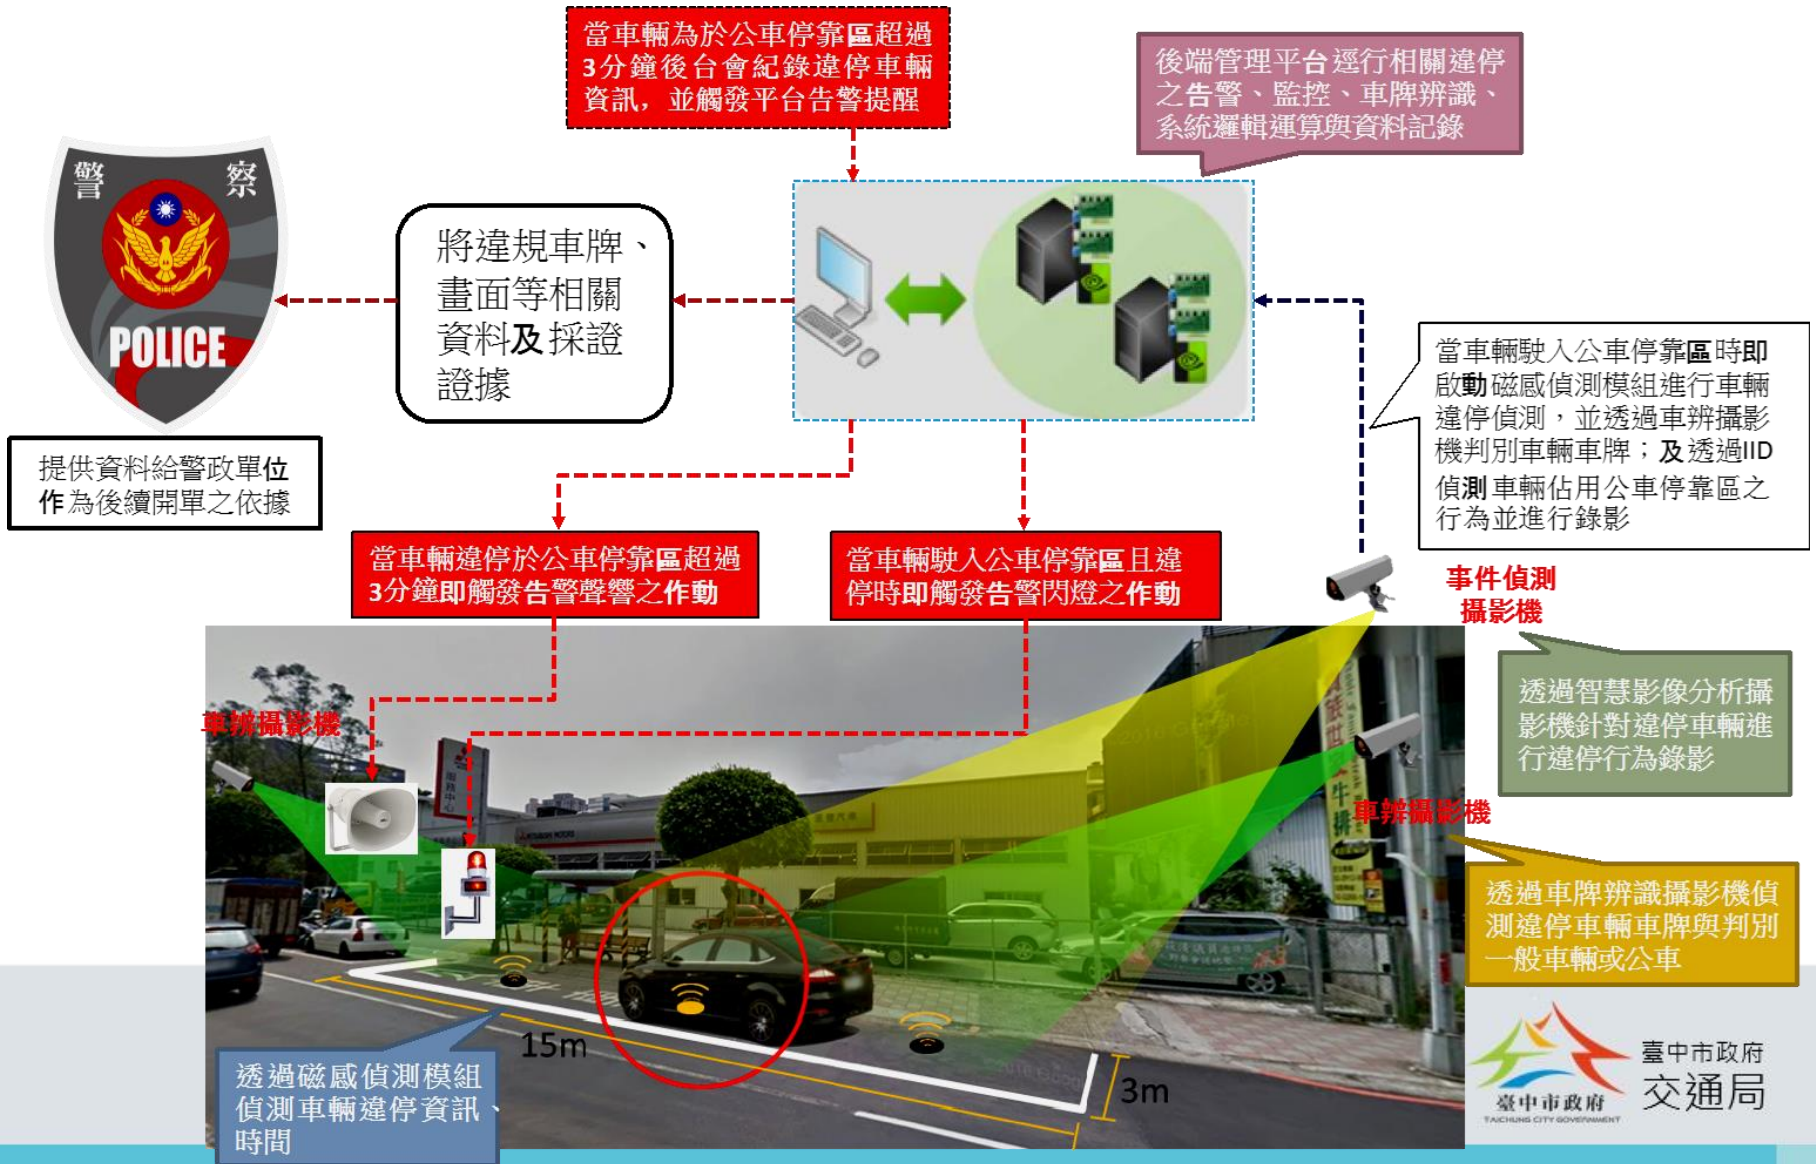 當車輛為於公車停靠區超過
3分鐘後台會紀錄違停車輛
資訊，並觸發平台告警提醒
後端管理平台逕行相關違停
之告警、監控、車牌辨識、
系統邏輯運算與資料記錄
警察
POLICE
將違規車牌、
畫面等相關
資料及採證
證據
提供資料給警政單位
作為後續開單之依據
當車輛駛入公車停靠區時即
啟動磁感偵測模組進行車輛
違停偵測，並透過車辨攝影
機判別車輛車牌；及透過IID
偵測車輛佔用公車停靠區之
行為並進行錄影
當車輛違停於公車停靠區超過
3分鐘即觸發告警聲響之作動
當車輛駛入公車停靠區且違
停時即觸發告警閃燈之作動
事件偵測
攝影機
透過智慧影像分析攝
影機針對違停車輛進
行違停行為錄影
車辨攝影機
服務中心
MITSUBISHI MOTORS
牛排
車辨攝影機
透過車牌辨識攝影機偵
測違停車輛車牌與判別
一般車輛或公車
15m
3m
透過磁感偵測模組
偵測車輛違停資訊、
時間
臺中市政府
TAICHUNG CITY GOVERNMENT
臺中市政府
交通局